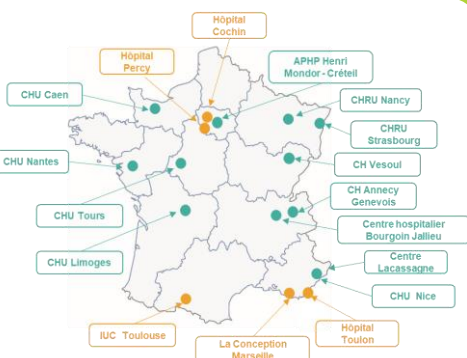 Hôpital
Cochin
Hôpital
Percy
APHP Henri
Mondor - Créteil
CHU Caen
CHRU Nancy
CHRU
Strasbourg
CHU Nantes
CH Vesoul
CH Annecy
Genevois
CHU Tours
Centre hospitalier
Bourgoin Jallieu
CHU Limoges
Centre
Lacassagne
CHU Nice
IUC Toulouse
Hôpital
Toulon
La Conception
Marseille